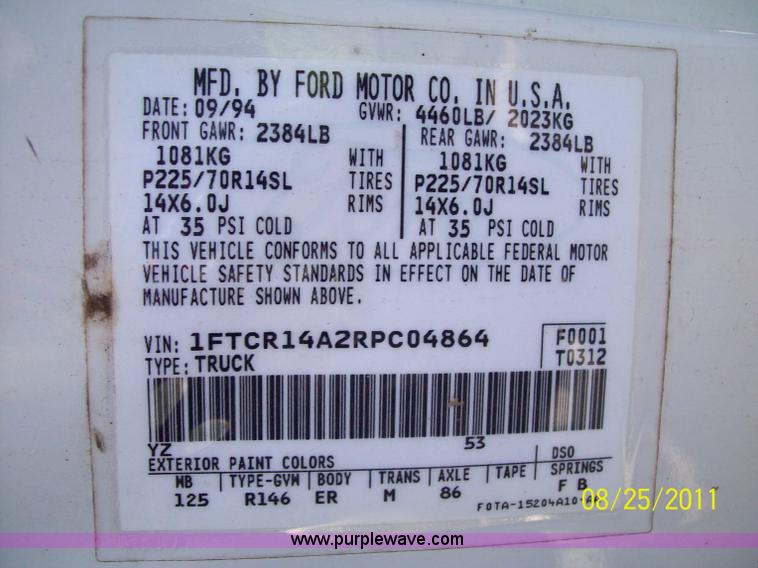 MFD. BY FORD MOTOR CO. IN U.S.A.
DATE: 09/94 GVWR: 4460LB/ 2023KG
FRONT GAWR: 2384LB REAR GAWR: 2384LB
1081KG WITH 1081KG WITH
P225/70R14SL TIRES P225/70R14SL TIRES
14X6.0J RIMS 14X6.0J RIMS
AT 35 PSI COLD AT 35 PSI COLD
THIS VEHICLE CONFORMS TO ALL APPLICABLE FEDERAL MOTOR
VEHICLE SAFETY STANDARDS IN EFFECT ON THE DATE OF
MANUFACTURE SHOWN ABOVE.
VIN: 1FTCR14A2RPC04864 F0001
TYPE: TRUCK T0312
YZ 53
EXTERIOR PAINT COLORS DSO
WB TYPE-GVW BODY TRANS AXLE TAPE SPRINGS
125 R146 ER M 86 F B
F0TA-15204A10-
08/25/2011
www.purplewave.com